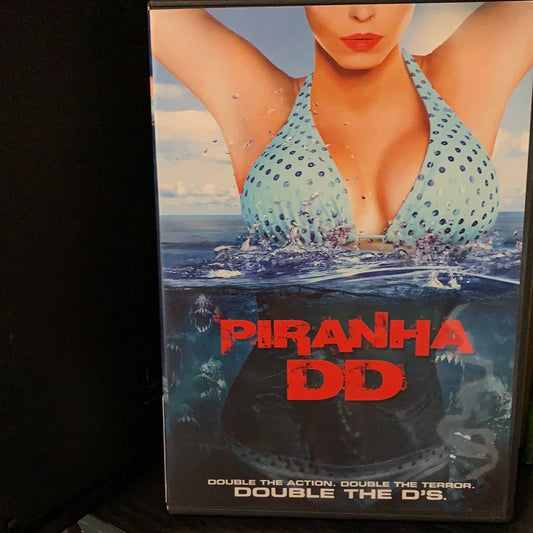 PIRANHA
DD
DOUBLE THE ACTION. DOUBLE THE TERROR.
DOUBLE THE D'S.